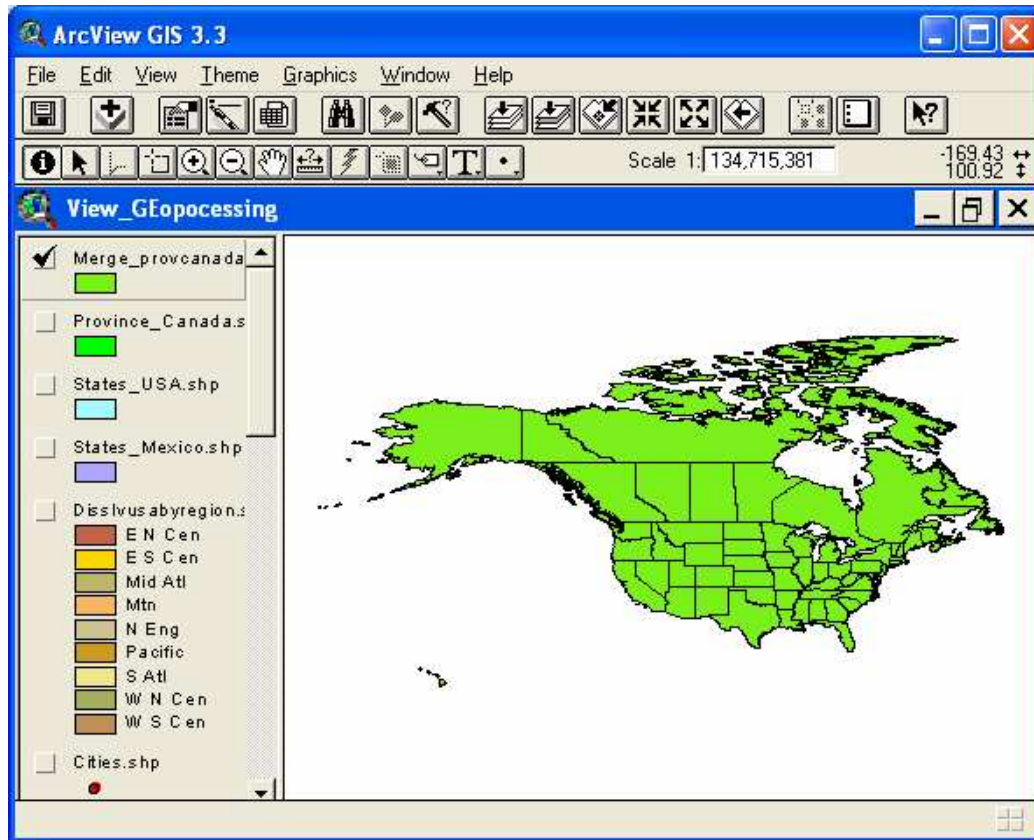 ArcView GIS 3.3
File Edit View Theme Graphics Window Help
Scale 1: 134,715,381
-169.43
100.92
View_GEopocessing
Merge_provcanada
Province_Canada.s
States_USA.shp
States_Mexico.shp
Disslvusabyregion.s
E N Cen
E S Cen
Mid Atl
Mtn
N Eng
Pacific
S Atl
W N Cen
W S Cen
Cities.shp